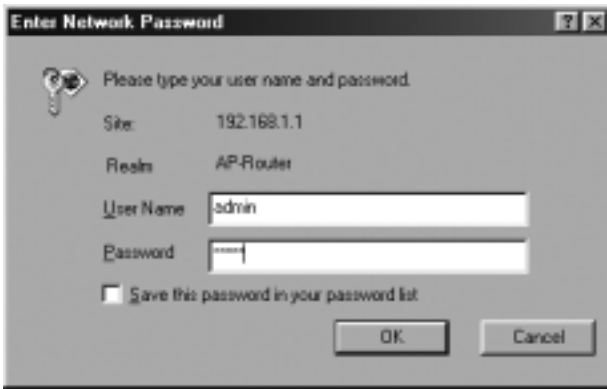 Enter Network Password
Please type your user name and password.
Site: 192.168.1.1
Realm AP-Router
User Name admin
Password *****
Save this password in your password list
OK Cancel